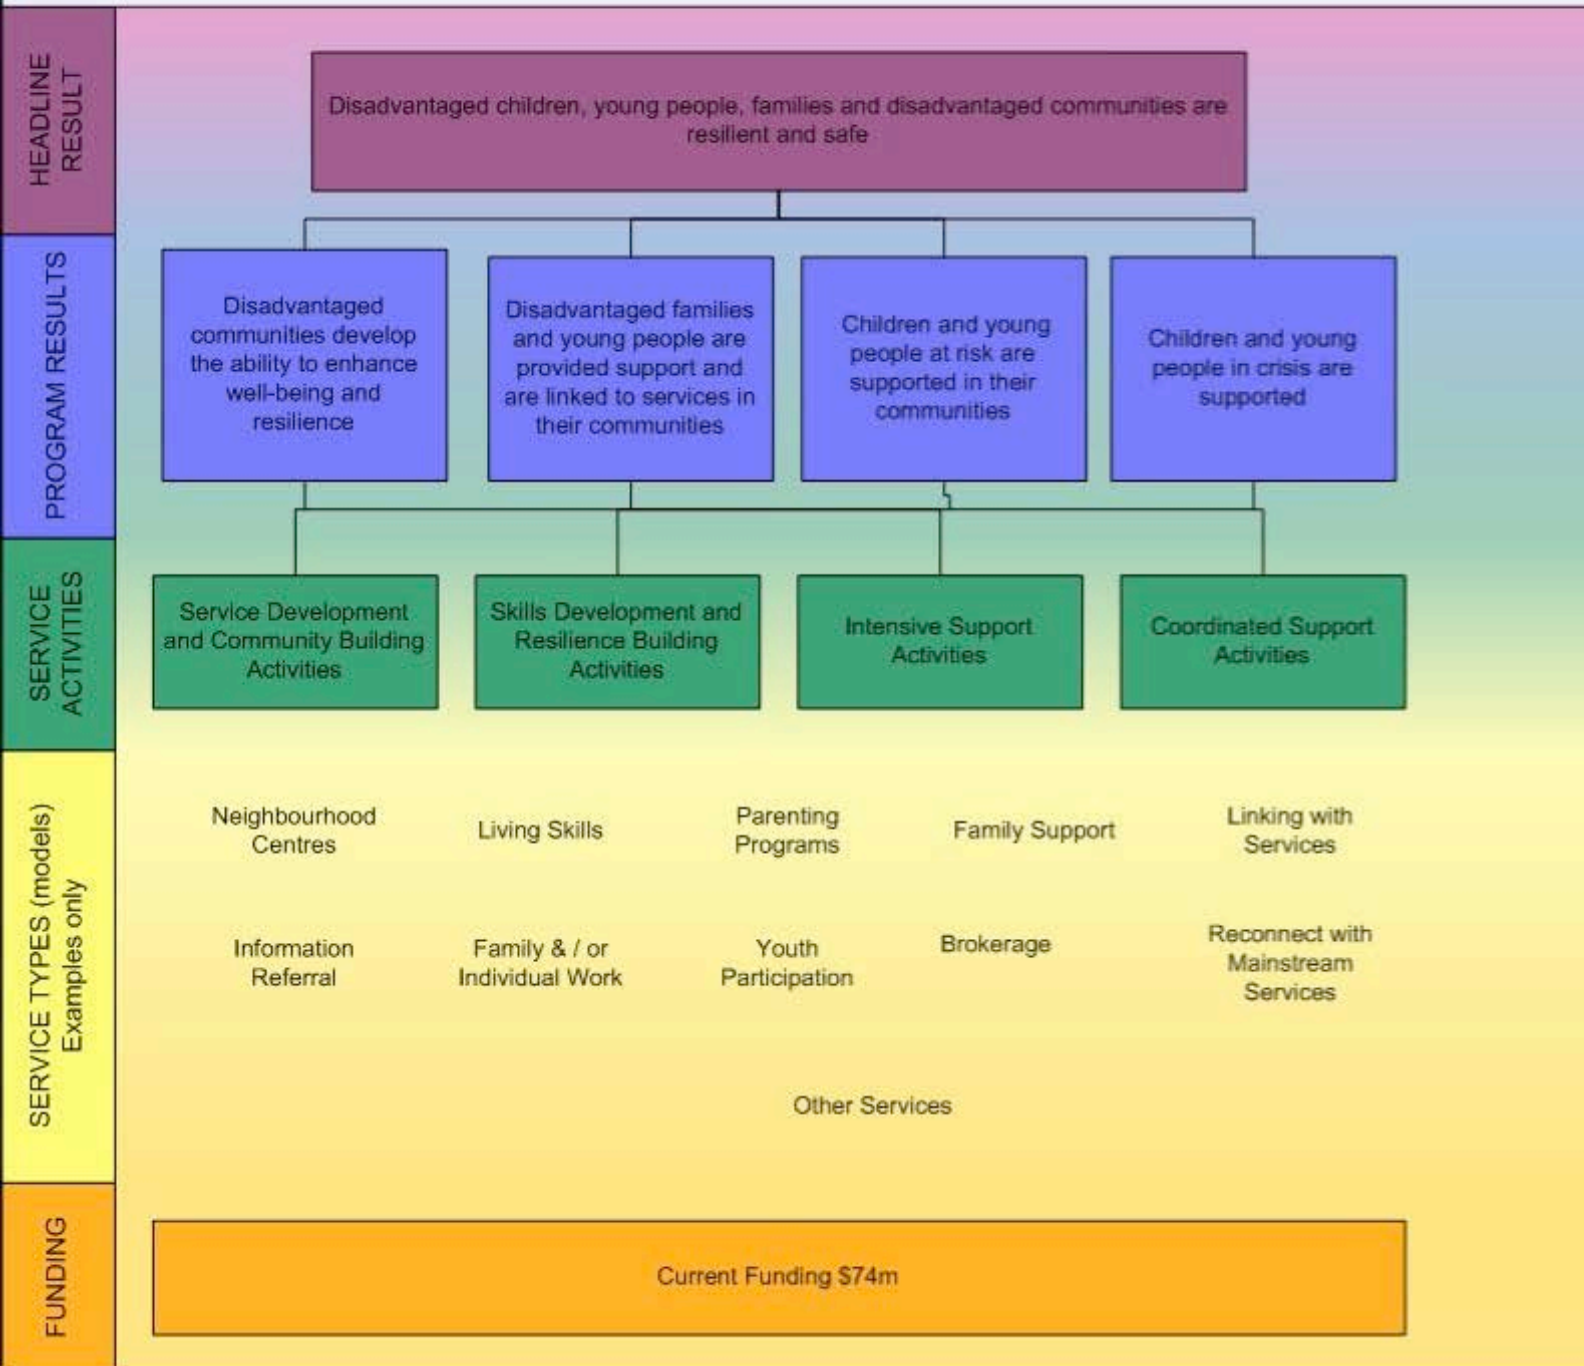 HEADLINE
RESULT
Disadvantaged children, young people, families and disadvantaged communities are
resilient and safe
PROGRAM RESULTS
Disadvantaged
communities develop
the ability to enhance
well-being and
resilience
Disadvantaged families
and young people are
provided support and
are linked to services in
their communities
Children and young
people at risk are
supported in their
communities
Children and young
people in crisis are
supported
SERVICE
ACTIVITIES
Service Development
and Community Building
Activities
Skills Development and
Resilience Building
Activities
Intensive Support
Activities
Coordinated Support
Activities
SERVICE TYPES (models)
Examples only
Neighbourhood
Centres
Living Skills
Parenting
Programs
Family Support
Linking with
Services
Information
Referral
Family & / or
Individual Work
Youth
Participation
Brokerage
Reconnect with
Mainstream
Services
Other Services
FUNDING
Current Funding $74m